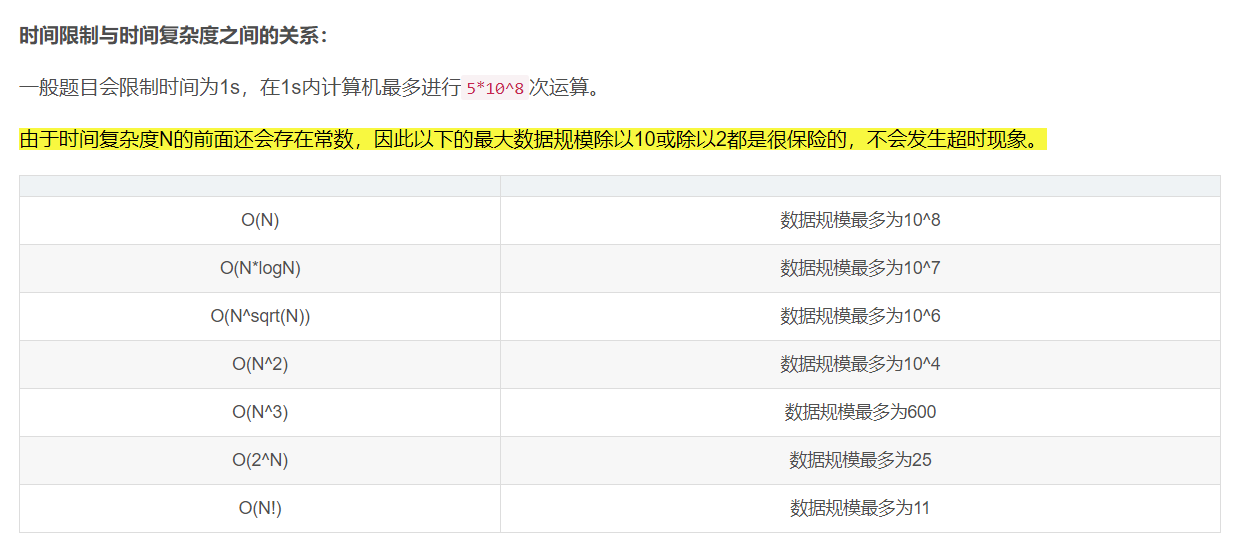 时间限制与时间复杂度之间的关系：
一般题目会限制时间为1s，在1s内计算机最多进行5*10^8次运算。
由于时间复杂度N的前面还会存在常数，因此以下的最大数据规模除以10或除以2都是很保险的，不会发生超时现象。
O(N) 数据规模最多为10^8
O(N*logN) 数据规模最多为10^7
O(N^sqrt(N)) 数据规模最多为10^6
O(N^2) 数据规模最多为10^4
O(N^3) 数据规模最多为600
O(2^N) 数据规模最多为25
O(N!) 数据规模最多为11